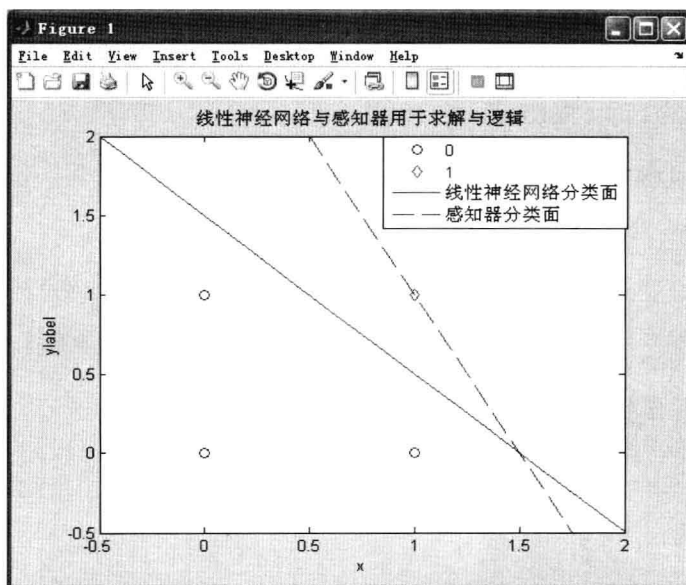 Figure 1
File Edit View Insert Tools Desktop Window Help
线性神经网络与感知器用于求解与逻辑
0
1
线性神经网络分类面
感知器分类面
2
1.5
1
0.5
0
-0.5
ylabel
-0.5 0 0.5 1 1.5 2
x